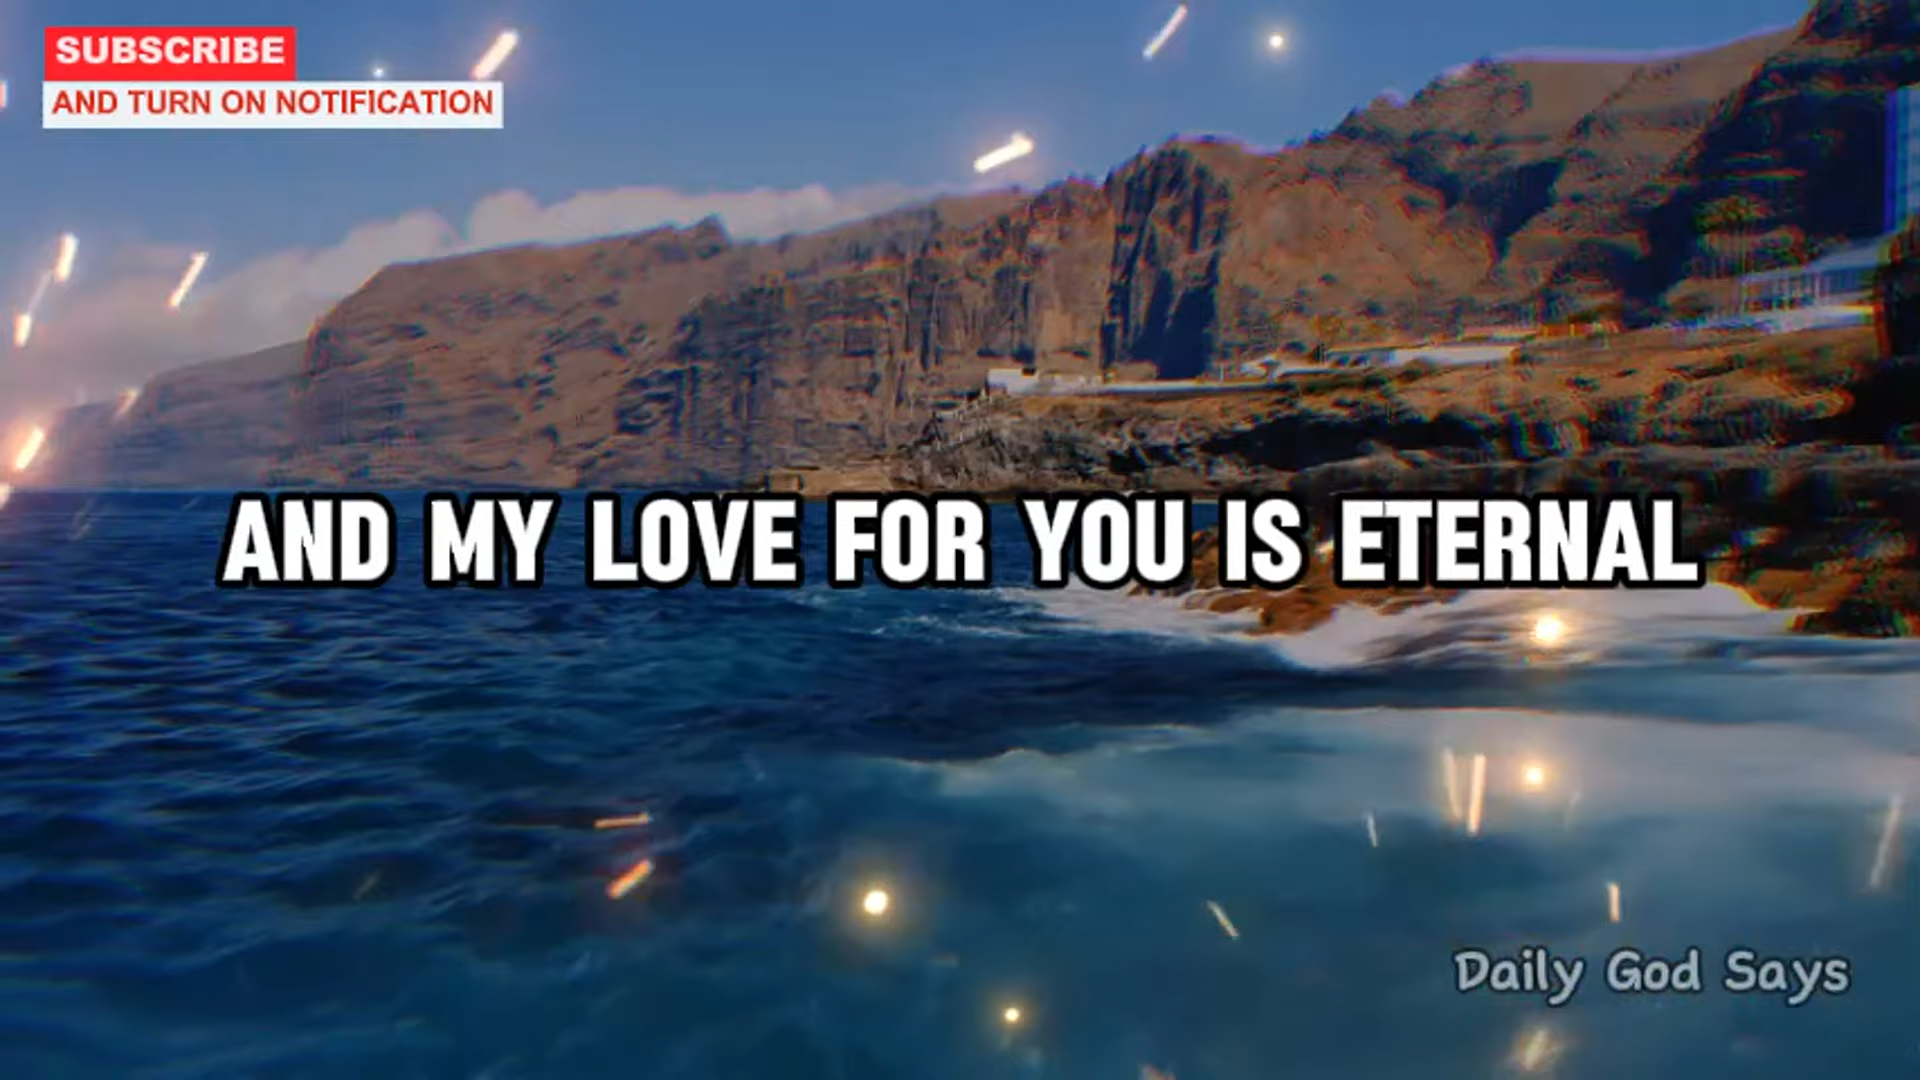 SUBSCRIBE
AND TURN ON NOTIFICATION
AND MY LOVE FOR YOU IS ETERNAL
Daily God Says